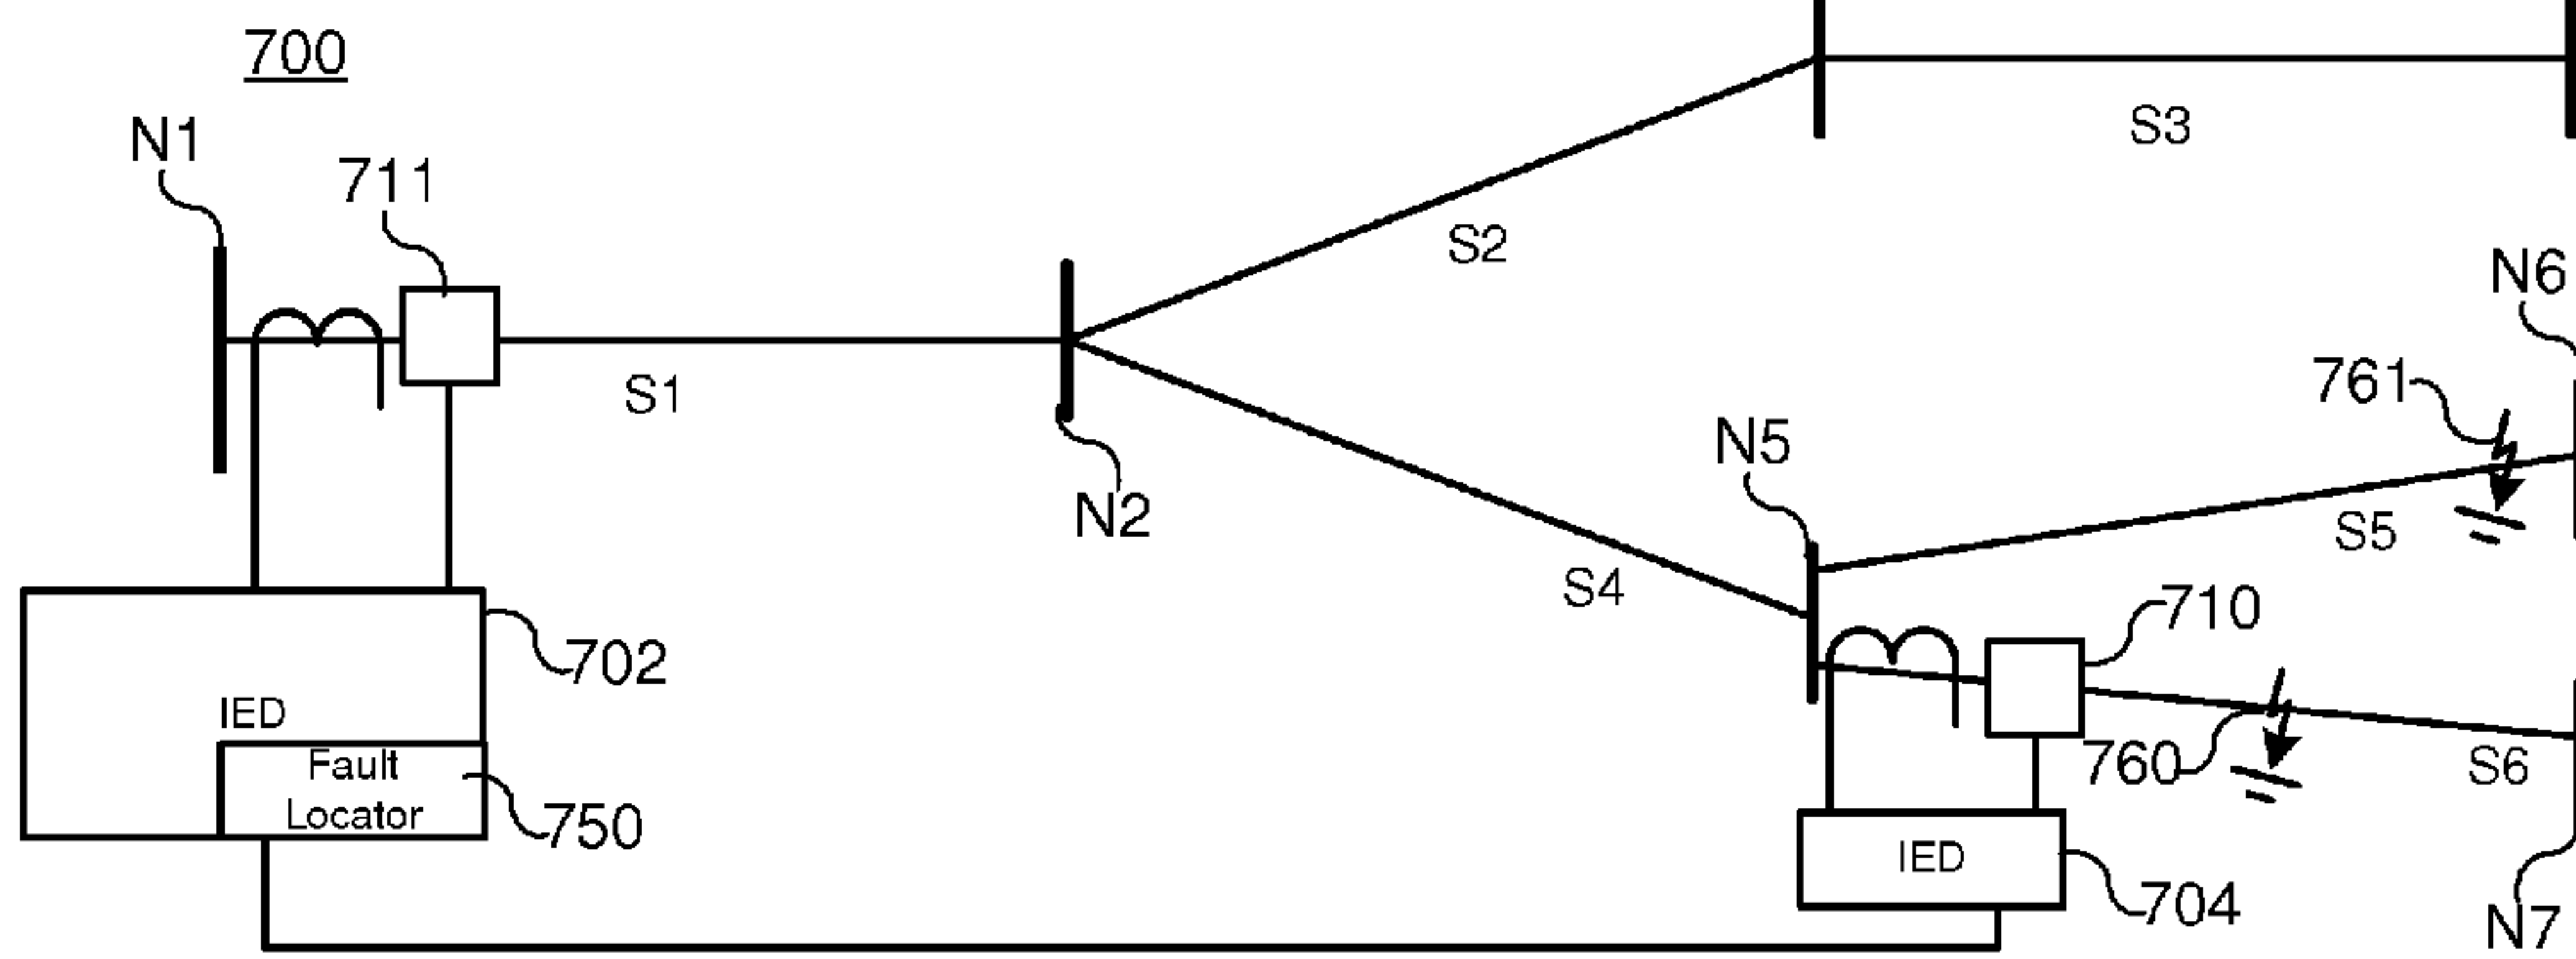 700
N1
711
S1
S2
S3
N2
N5
N6
761
S5
S4
710
702
IED
Fault
Locator
750
760
S6
IED
704
N7